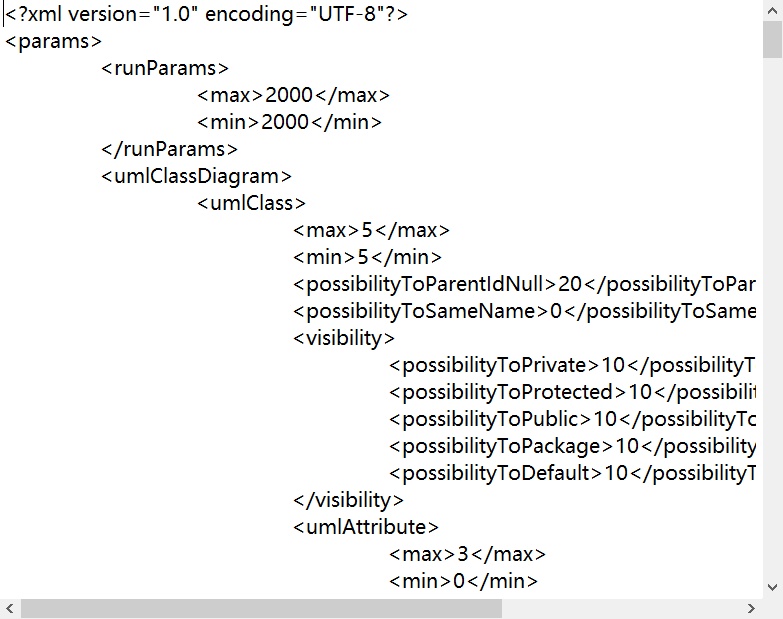 <?xml version="1.0" encoding="UTF-8"?>
<params>
<runParams>
<max>2000</max>
<min>2000</min>
</runParams>
<umlClassDiagram>
<umlClass>
<max>5</max>
<min>5</min>
<possibilityToParentIdNull>20</possibilityToPar
<possibilityToSameName>0</possibilityToSame
<visibility>
<possibilityToPrivate>10</possibilityT
<possibilityToProtected>10</possibilit
<possibilityToPublic>10</possibilityTo
<possibilityToPackage>10</possibility
<possibilityToDefault>10</possibilityT
</visibility>
<umlAttribute>
<max>3</max>
<min>0</min>